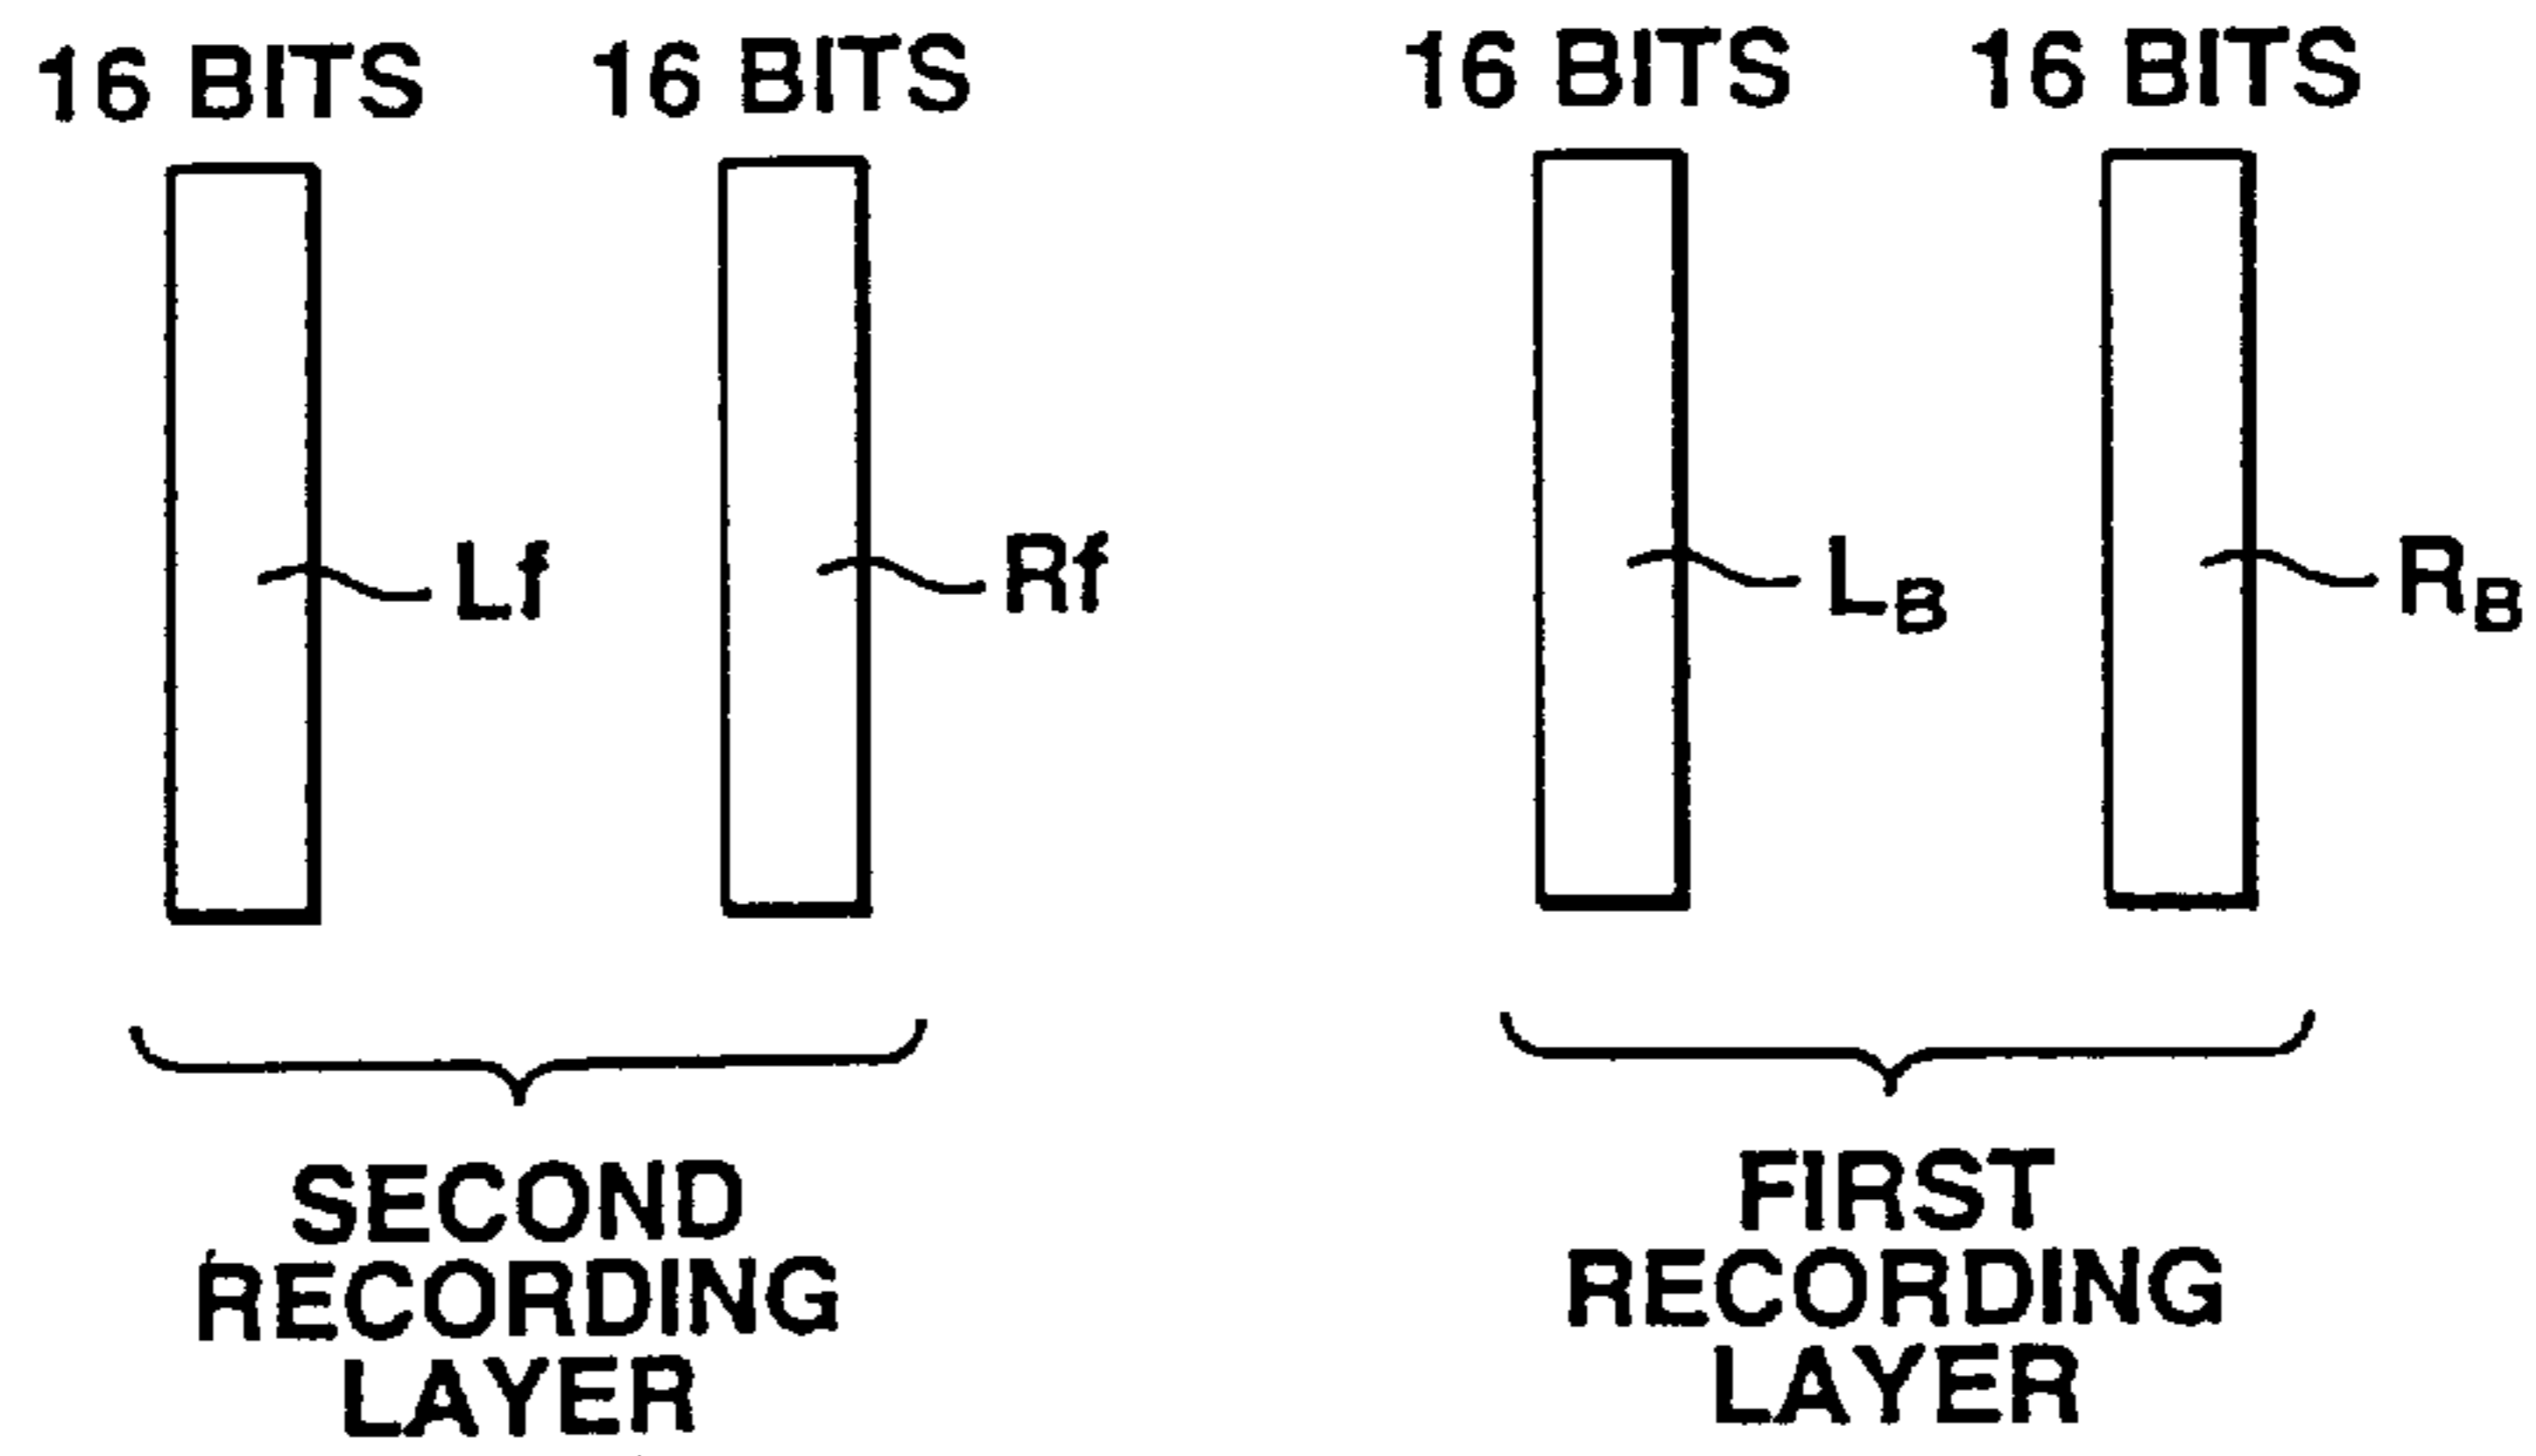 16 BITS 16 BITS 16 BITS 16 BITS
Lf Rf LB RB
SECOND
RECORDING
LAYER
FIRST
RECORDING
LAYER